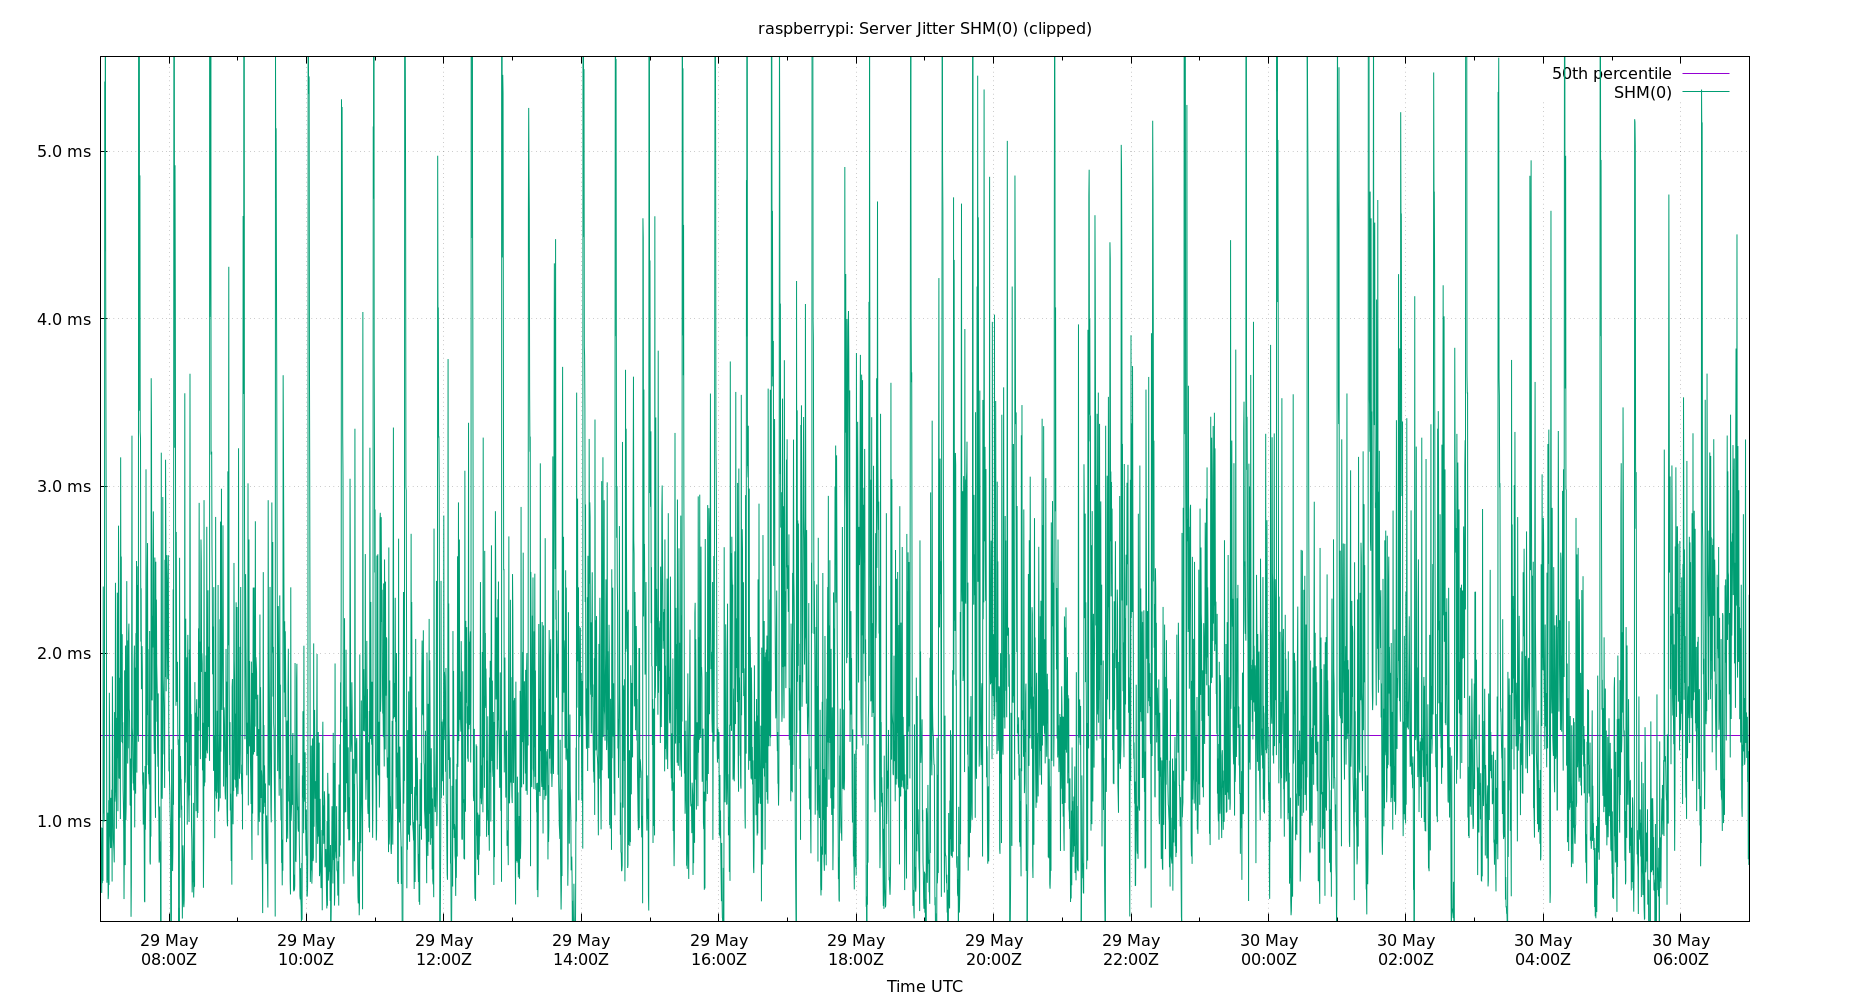 raspberrypi: Server Jitter SHM(0) (clipped)
50th percentile
SHM(0)
5.0 ms
4.0 ms
3.0 ms
2.0 ms
1.0 ms
29 May 29 May 29 May 29 May 29 May 29 May 29 May 29 May 30 May 30 May 30 May 30 May
08:00Z 10:00Z 12:00Z 14:00Z 16:00Z 18:00Z 20:00Z 22:00Z 00:00Z 02:00Z 04:00Z 06:00Z
Time UTC